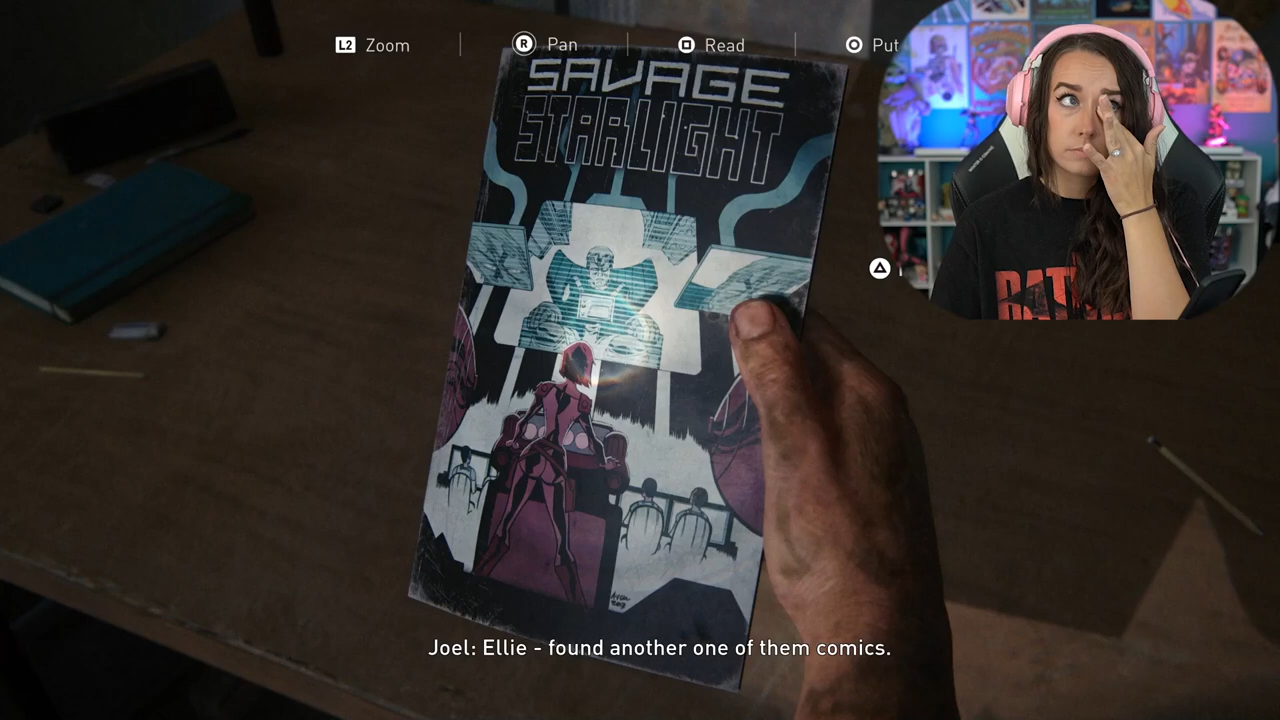 L2 Zoom
R Pan
Read
Put
SAVAGE
STARLIGHT
Joel: Ellie - found another one of them comics.